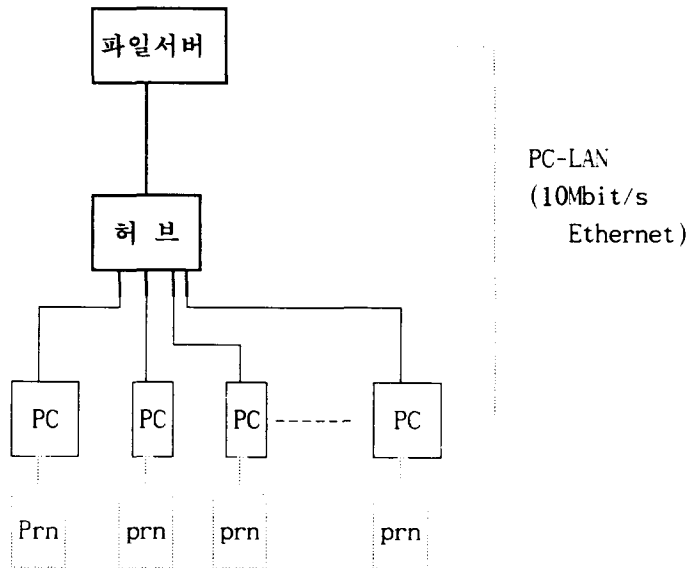 파일서버
PC-LAN
(10Mbit/s
Ethernet)
허 브
PC
PC
PC
PC
Prn
prn
prn
prn